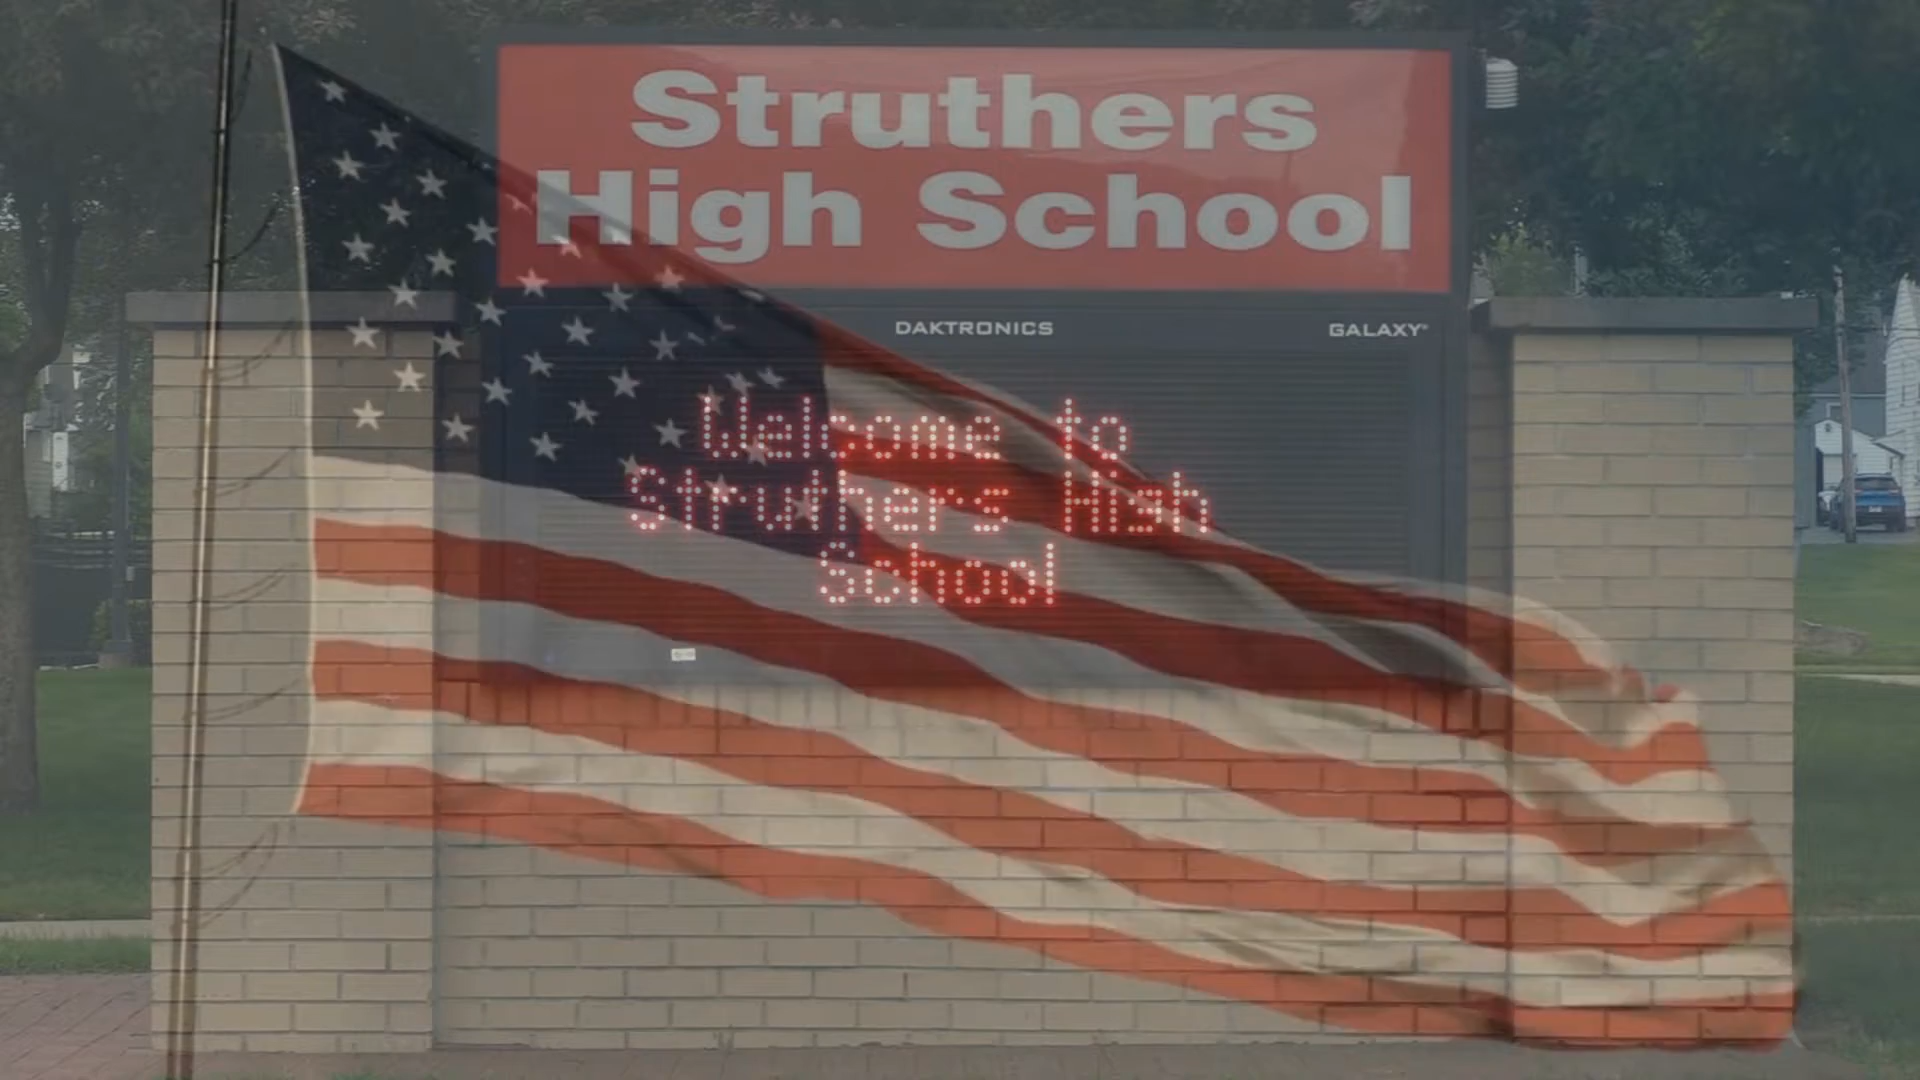 Struthers
High School
DAKTRONICS GALAXY®
Welcome to
Struthers High
School